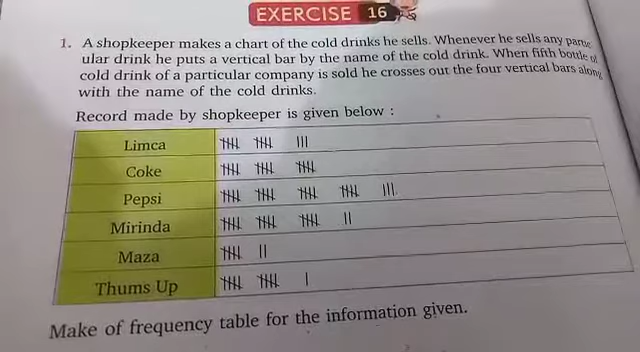 EXERCISE 16
1. A shopkeeper makes a chart of the cold drinks he sells. Whenever he sells any partic
ular drink he puts a vertical bar by the name of the cold drink. When fifth bottle of
cold drink of a particular company is sold he crosses out the four vertical bars along
with the name of the cold drinks.
Record made by shopkeeper is given below :
Limca
Coke
Pepsi
Mirinda
Maza
Thums Up
Make of frequency table for the information given.